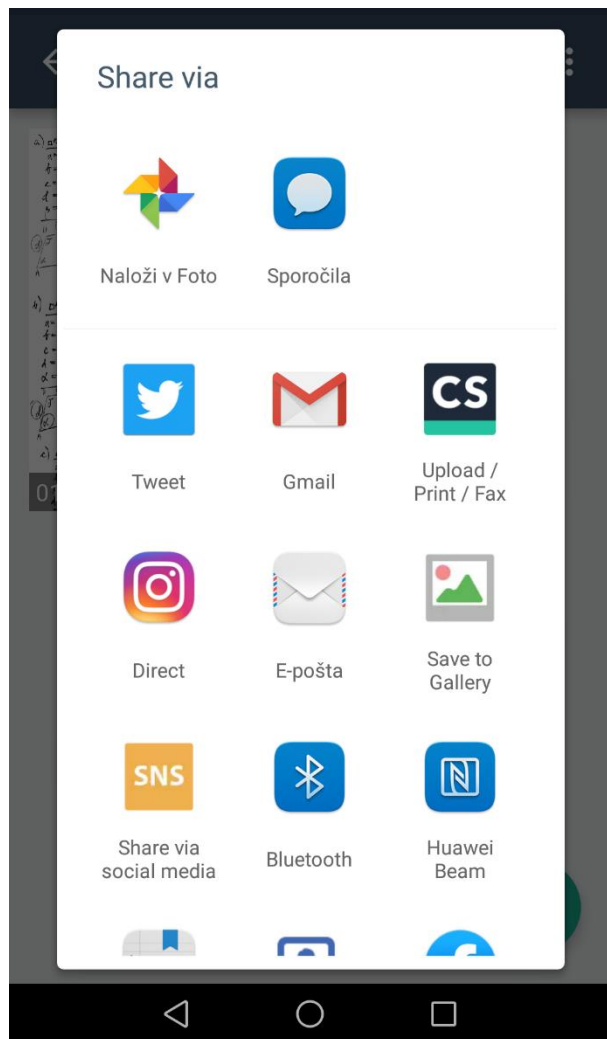 Share via
Naloži v Foto
Sporočila
CS
Tweet
Gmail
Upload /
Print / Fax
Direct
E-pošta
Save to
Gallery
SNS
Share via
social media
Bluetooth
Huawei
Beam